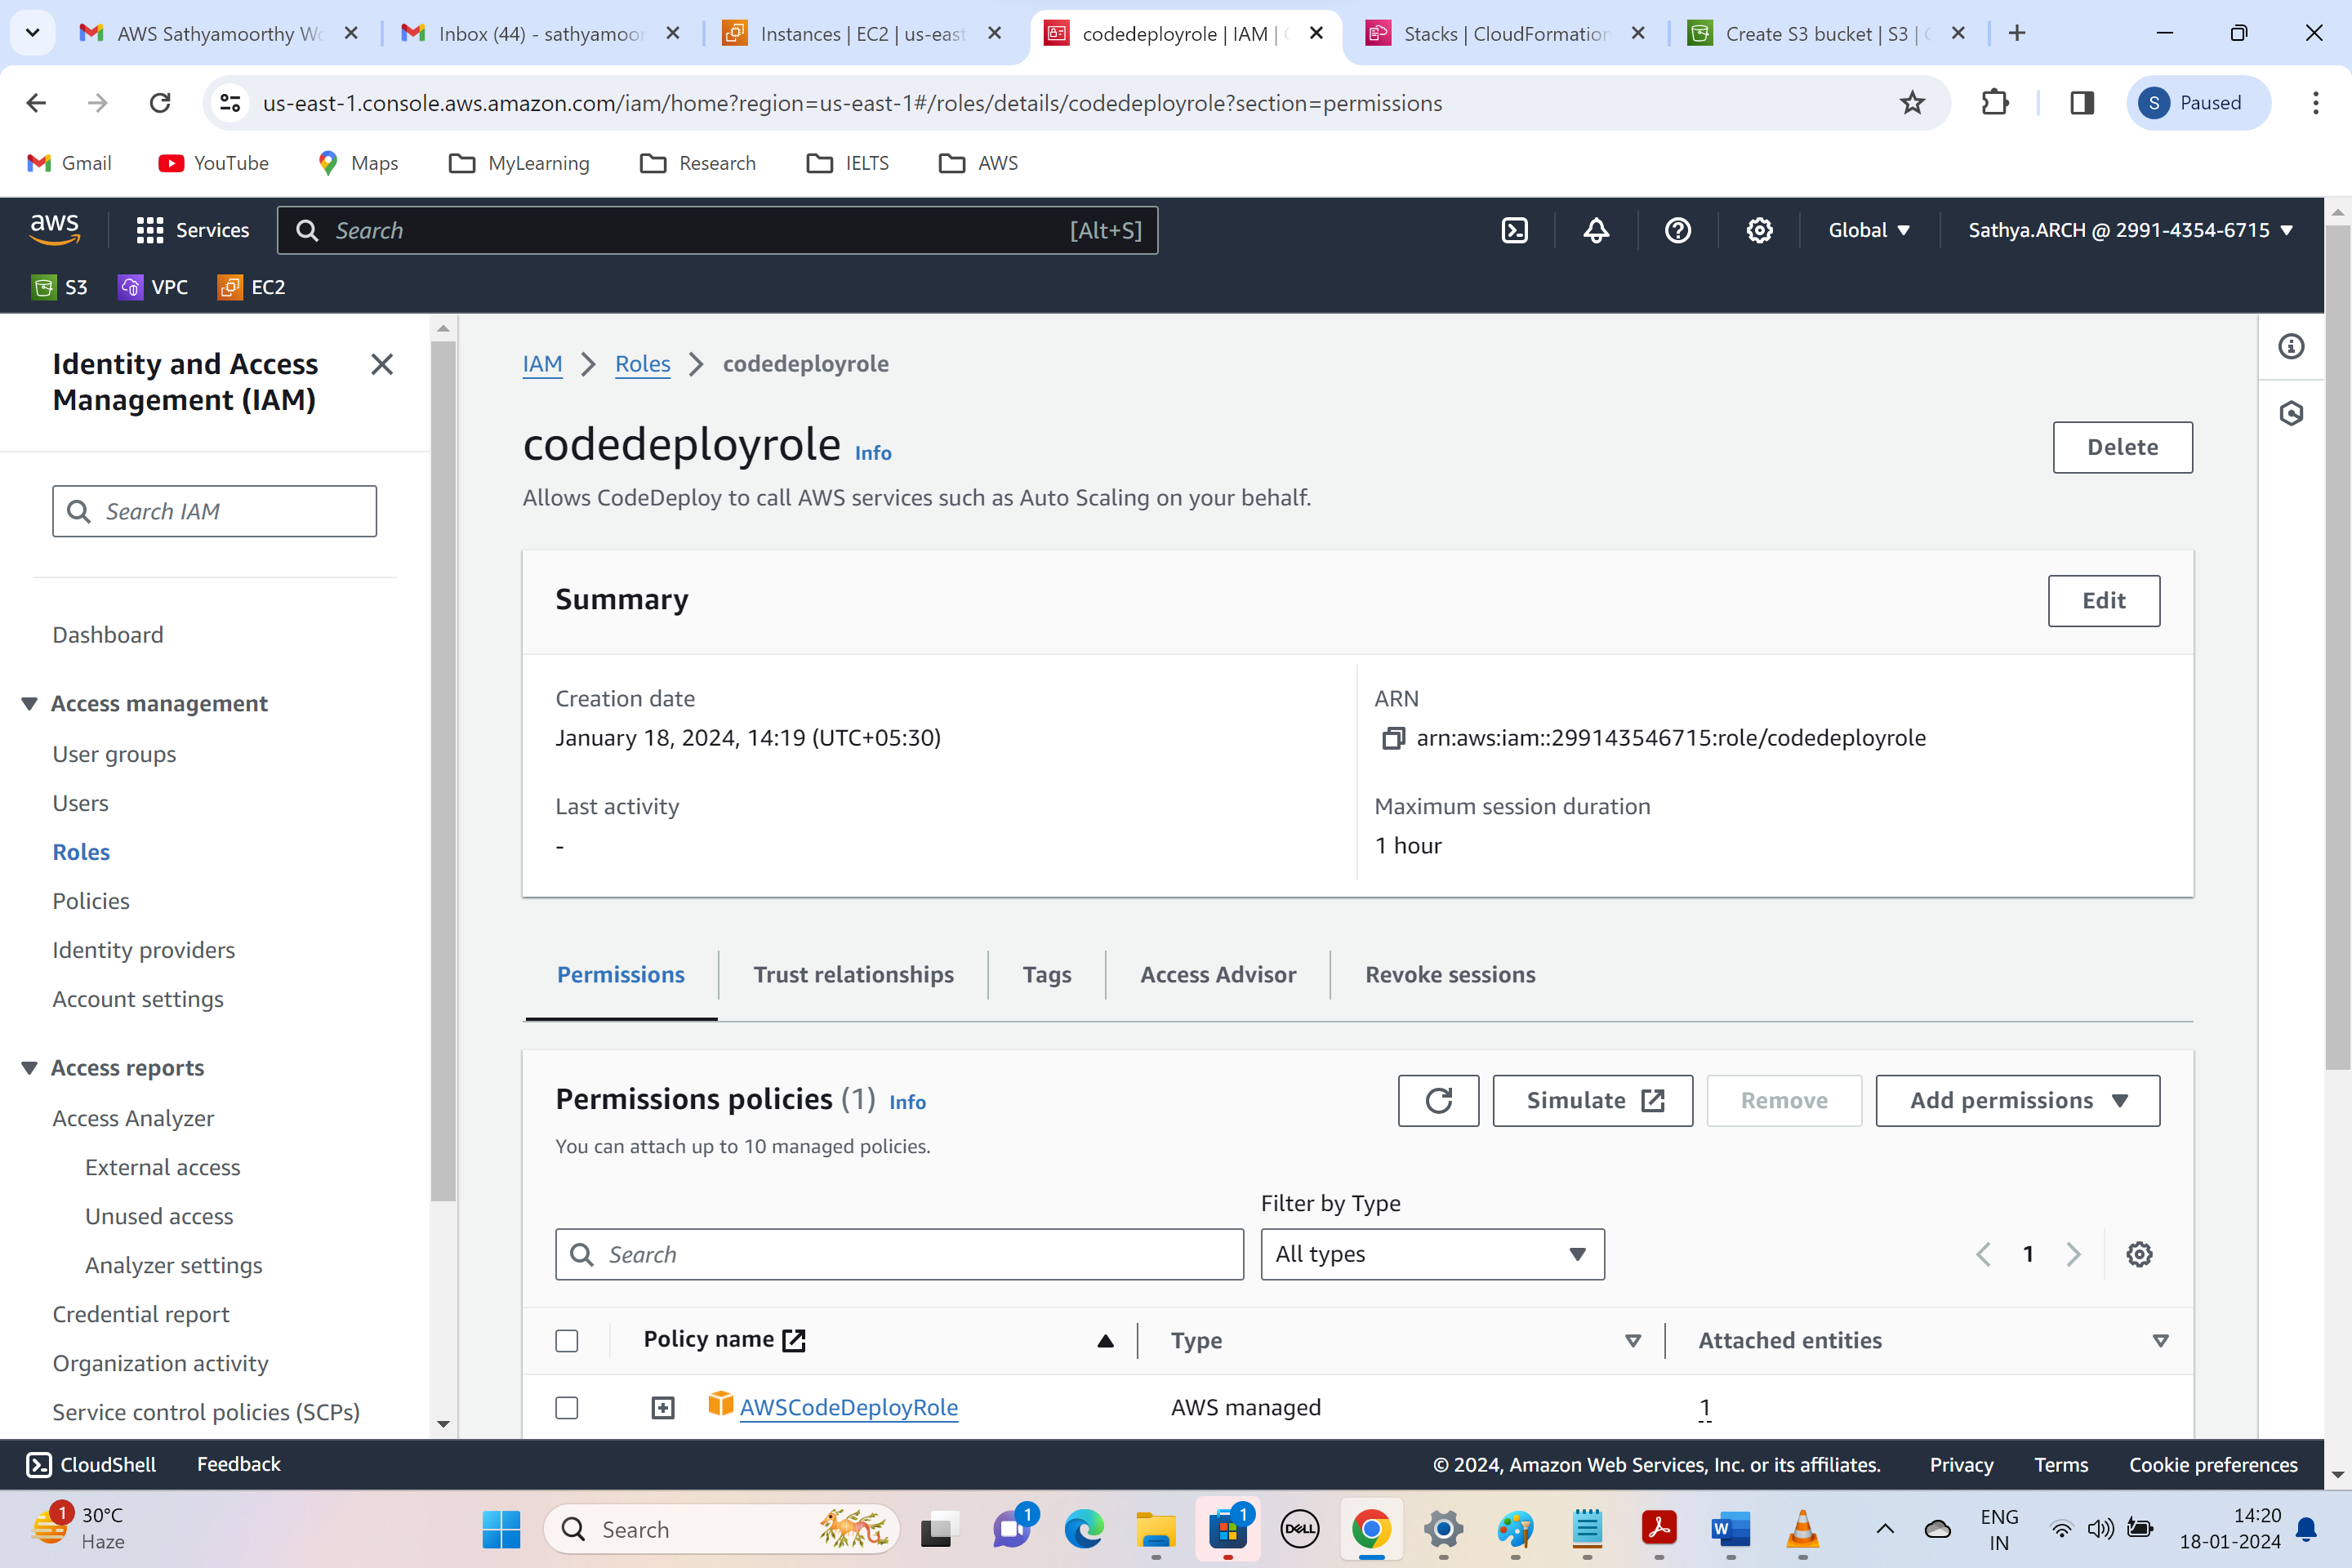 AWS Sathyamoorthy Wo
Inbox (44) - sathyamoor
Instances | EC2 | us-east
codedeployrole | IAM |
Stacks | CloudFormation
Create S3 bucket | S3 |
us-east-1.console.aws.amazon.com/iam/home?region=us-east-1#/roles/details/codedeployrole?section=permissions
S Paused
Gmail
YouTube
Maps
MyLearning
Research
IELTS
AWS
aws
Services
Search [Alt+S]
Global
Sathya.ARCH @ 2991-4354-6715
S3
VPC
EC2
Identity and Access
Management (IAM)
Search IAM
Dashboard
Access management
User groups
Users
Roles
Policies
Identity providers
Account settings
Access reports
Access Analyzer
External access
Unused access
Analyzer settings
Credential report
Organization activity
Service control policies (SCPs)
IAM
Roles
codedeployrole
codedeployrole Info
Delete
Allows CodeDeploy to call AWS services such as Auto Scaling on your behalf.
Summary
Edit
Creation date
January 18, 2024, 14:19 (UTC+05:30)
ARN
arn:aws:iam::299143546715:role/codedeployrole
Last activity
-
Maximum session duration
1 hour
Permissions
Trust relationships
Tags
Access Advisor
Revoke sessions
Permissions policies (1) Info
Simulate
Remove
Add permissions
You can attach up to 10 managed policies.
Filter by Type
Search
All types
1
Policy name
Type
Attached entities
AWSCodeDeployRole
AWS managed
1
CloudShell
Feedback
© 2024, Amazon Web Services, Inc. or its affiliates.
Privacy
Terms
Cookie preferences
1
30°C
Haze
Search
1
1
DELL
W
ENG
IN
14:20
18-01-2024